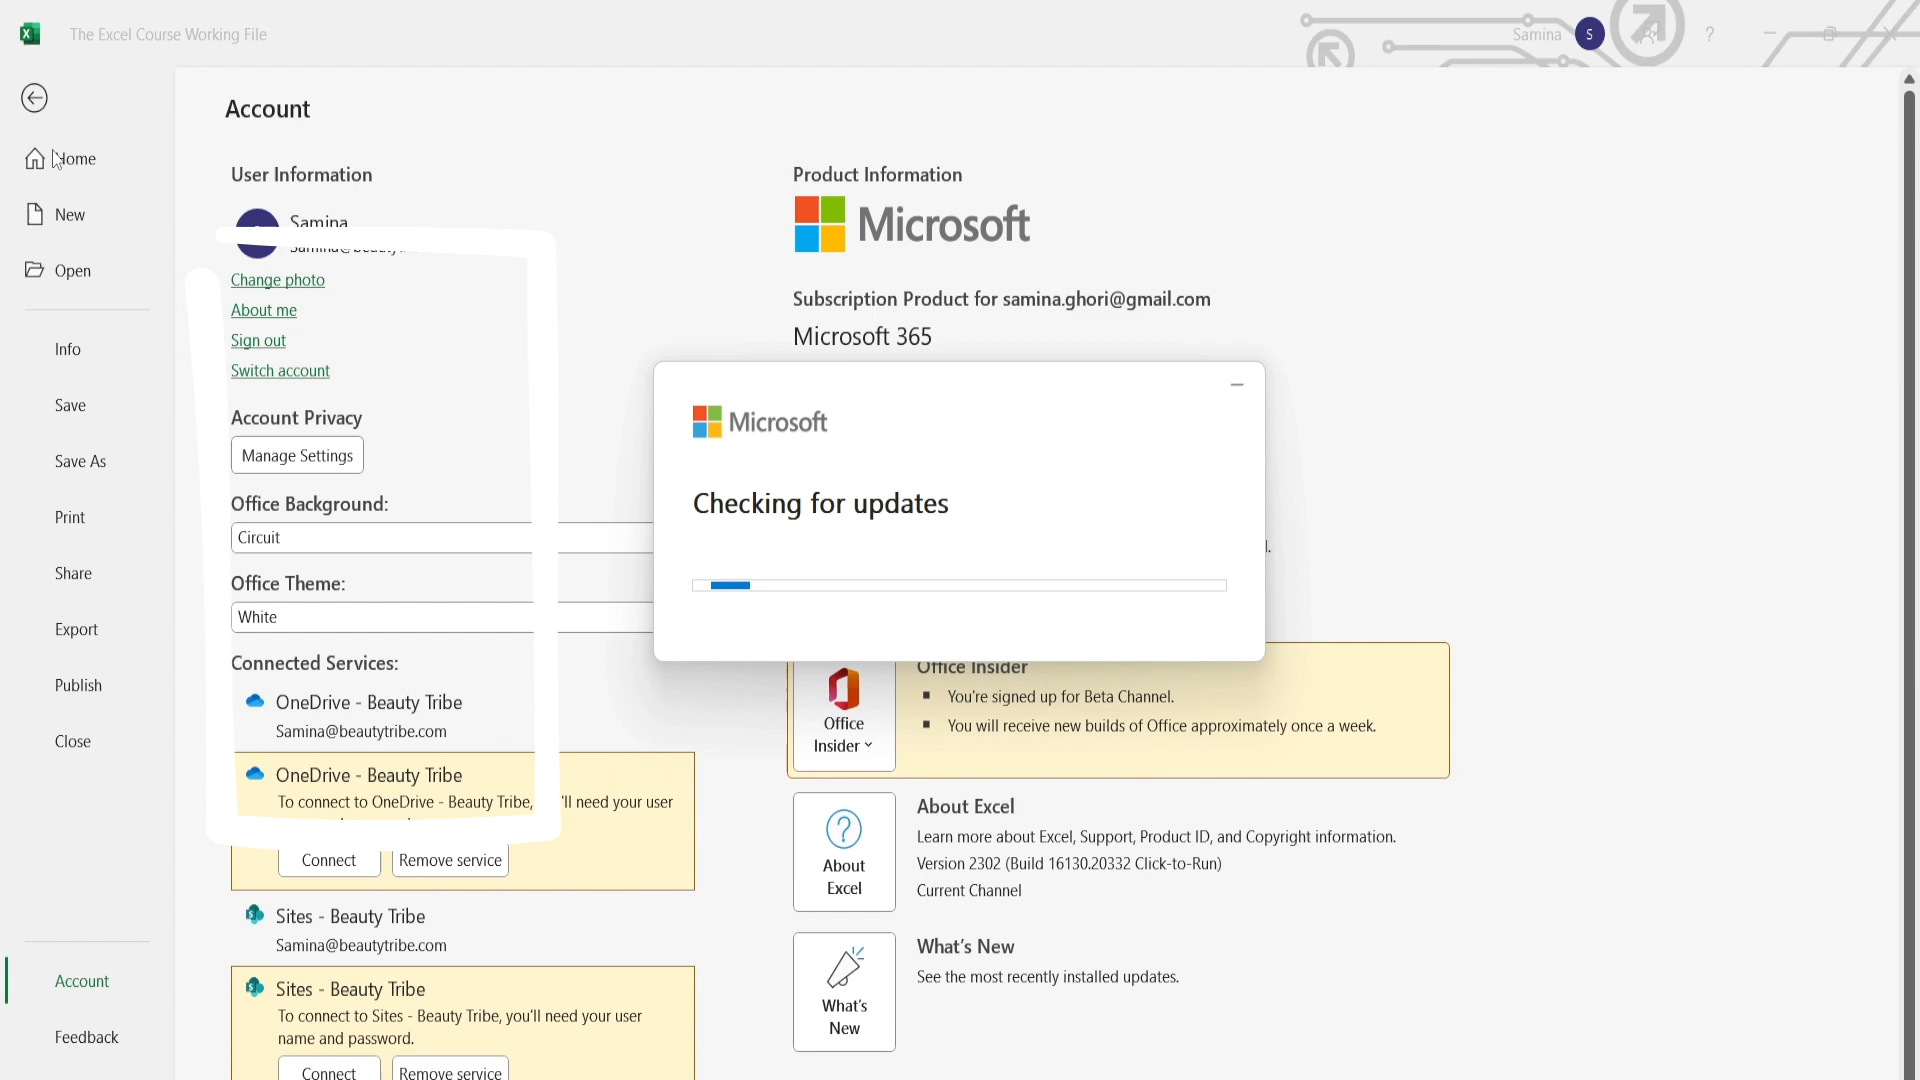 The Excel Course Working File
Samina
S
?
Account
Home
New
Open
Info
Save
Save As
Print
Share
Export
Publish
Close
Account
Feedback
User Information
Samina
Change photo
About me
Sign out
Switch account
Account Privacy
Manage Settings
Office Background:
Circuit
Office Theme:
White
Connected Services:
OneDrive - Beauty Tribe
Samina@beautytribe.com
OneDrive - Beauty Tribe
To connect to OneDrive - Beauty Tribe, 'll need your user
Connect
Remove service
Sites - Beauty Tribe
Samina@beautytribe.com
Sites - Beauty Tribe
To connect to Sites - Beauty Tribe, you'll need your user
name and password.
Connect
Remove service
Product Information
Microsoft
Subscription Product for samina.ghori@gmail.com
Microsoft 365
Microsoft
Checking for updates
Office
Insider
Office Insider
You're signed up for Beta Channel.
You will receive new builds of Office approximately once a week.
About
Excel
About Excel
Learn more about Excel, Support, Product ID, and Copyright information.
Version 2302 (Build 16130.20332 Click-to-Run)
Current Channel
What's
New
What's New
See the most recently installed updates.